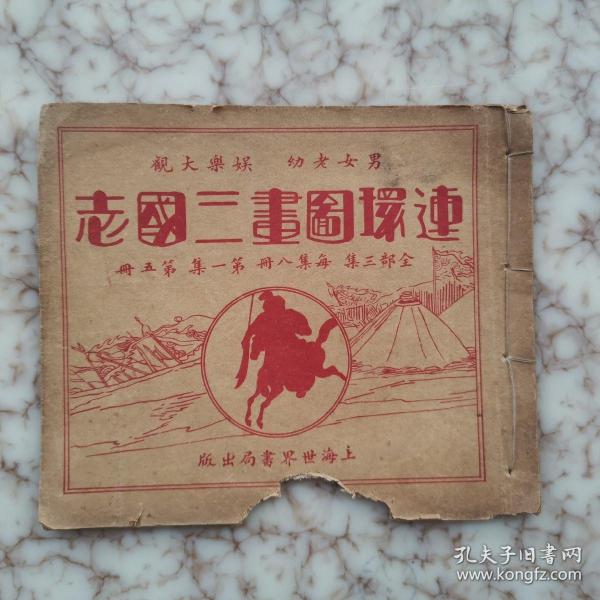 男女老幼 娛樂大觀
連環圖畫三國志
全部三集 每集八冊 第一集 第五冊
上海世界書局出版
孔夫子旧書网
www.kongfz.com